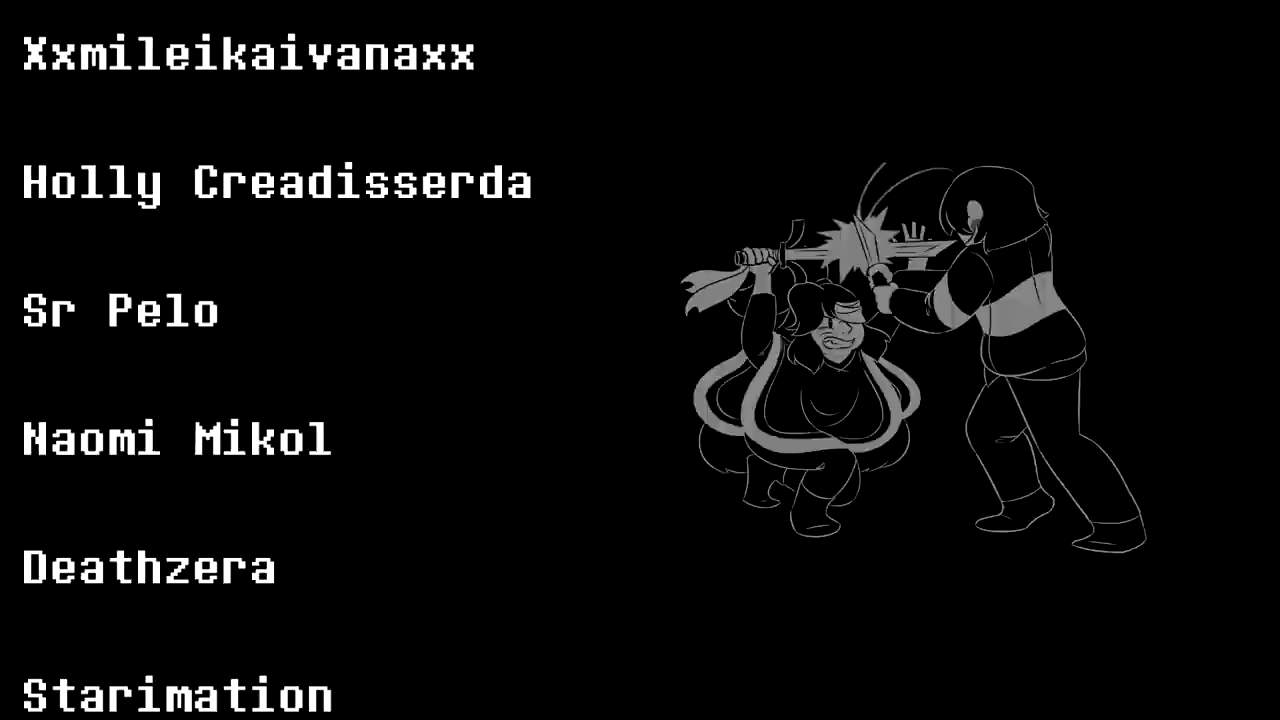 Xxmileikaivanaxx
Holly Creadisserda
Sr Pelo
Naomi Mikol
Deathzera
Starimation